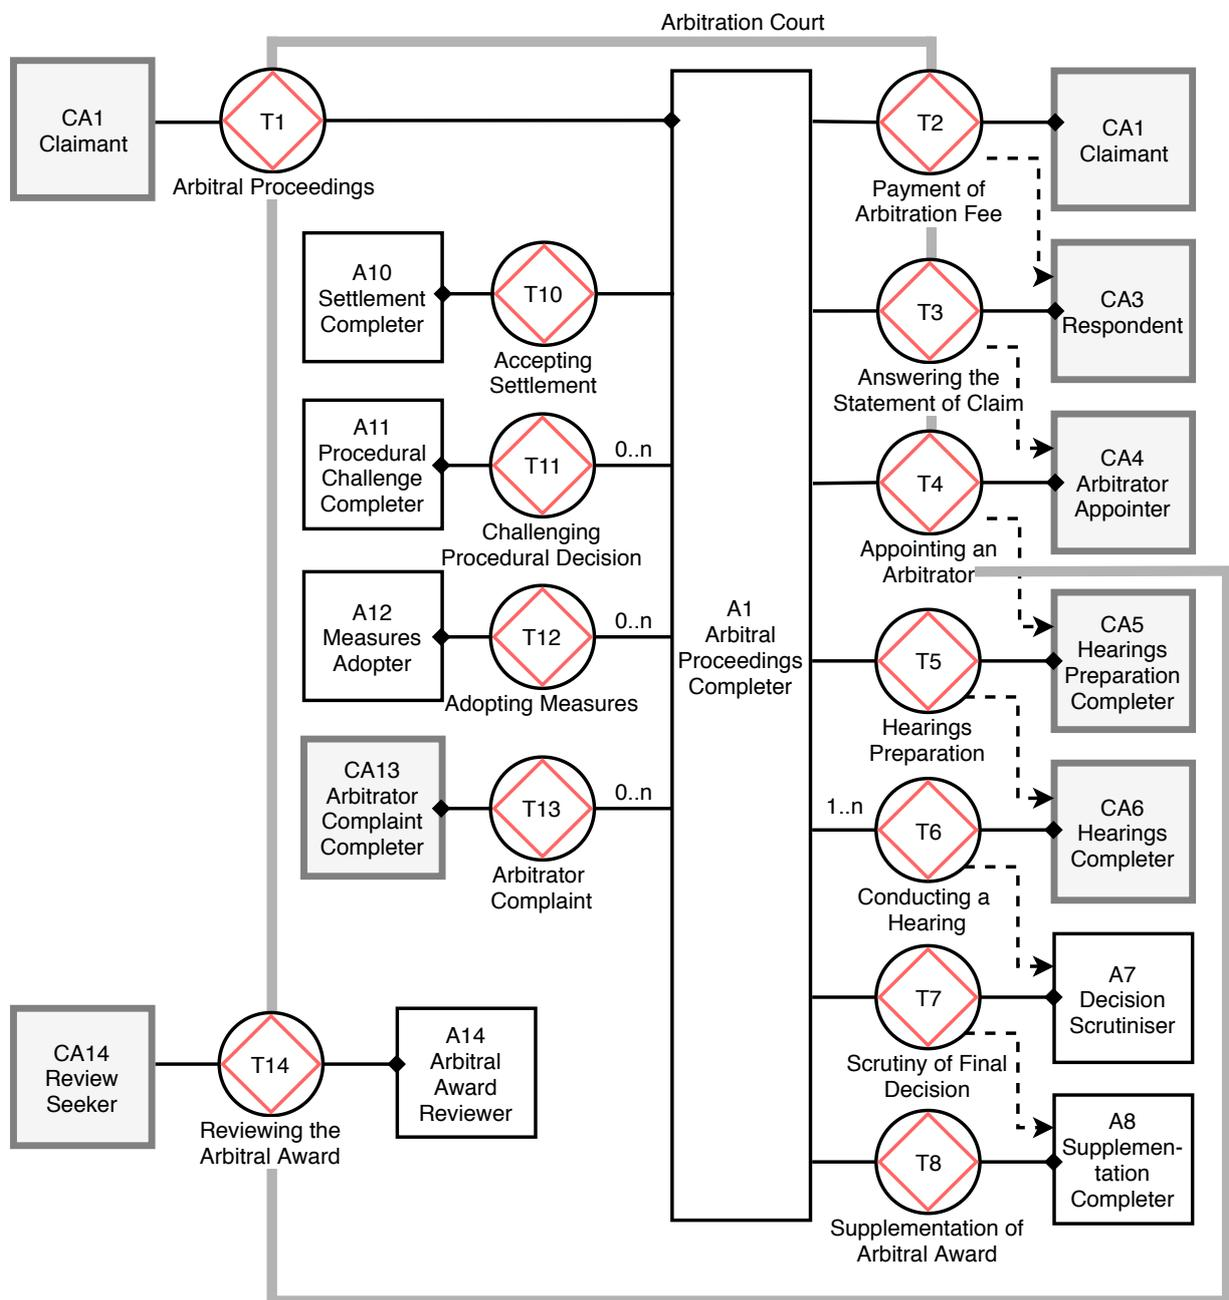 Arbitration Court
CA1
Claimant
T1
Arbitral Proceedings
T2
Payment of
Arbitration Fee
CA1
Claimant
A10
Settlement
Completer
T10
Accepting
Settlement
T3
Answering the
Statement of Claim
CA3
Respondent
A11
Procedural
Challenge
Completer
T11
0..n
Challenging
Procedural Decision
T4
Appointing an
Arbitrator
CA4
Arbitrator
Appointer
A12
Measures
Adopter
T12
0..n
Adopting Measures
A1
Arbitral
Proceedings
Completer
T5
Hearings
Preparation
CA5
Hearings
Preparation
Completer
CA13
Arbitrator
Complaint
Completer
T13
0..n
Arbitrator
Complaint
1..n
T6
Conducting a
Hearing
CA6
Hearings
Completer
T7
Scrutiny of Final
Decision
A7
Decision
Scrutiniser
CA14
Review
Seeker
T14
Reviewing the
Arbitral Award
A14
Arbitral
Award
Reviewer
T8
Supplementation of
Arbitral Award
A8
Supplemen-
tation
Completer